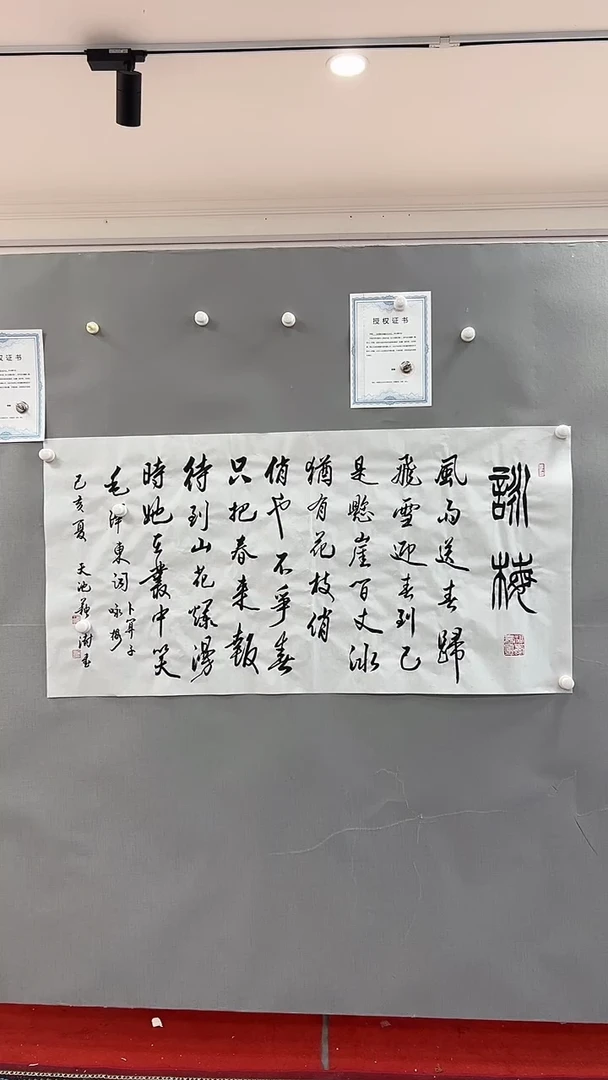 授权证书
詠梅
風雨送春歸
飛雪迎春到已
是懸崖百丈冰
猶有花枝俏
俏也不爭春
只把春來報
待到山花爛漫
時她在叢中笑
毛澤東詞
卜算子
咏梅
己亥夏 天池